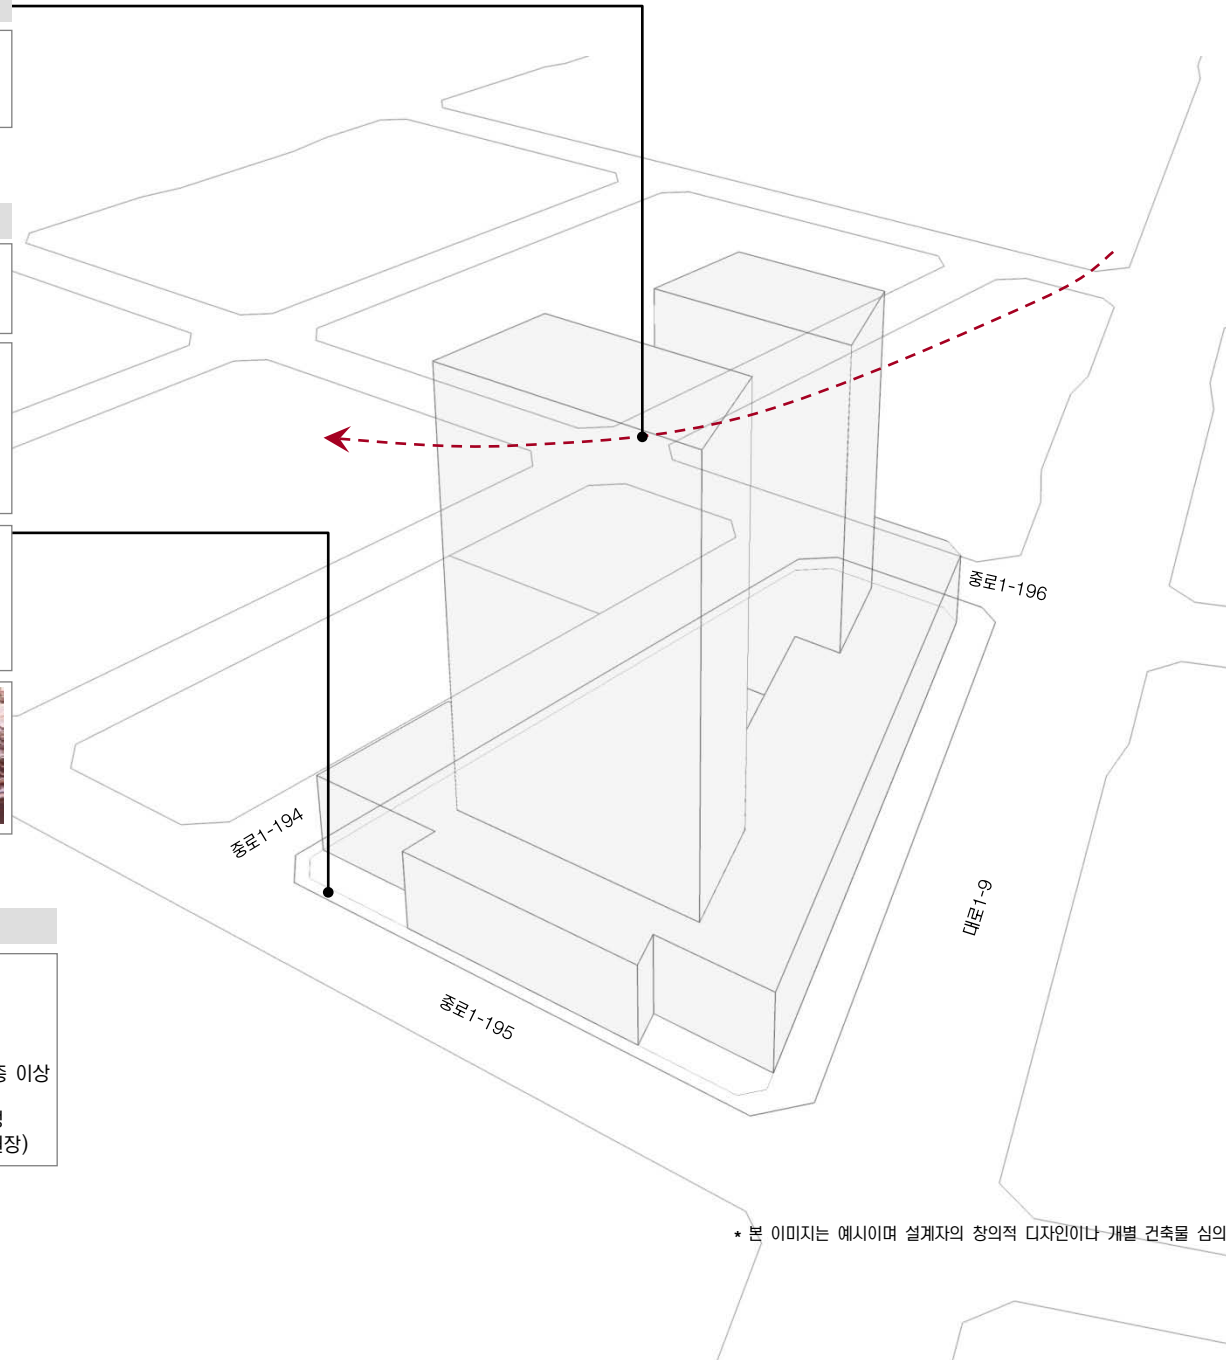 중로1-196
중로1-194
대로1-9
중로1-195
이상
장)
* 본 이미지는 예시이며 설계자의 창의적 디자인이나 개별 건축물 심의